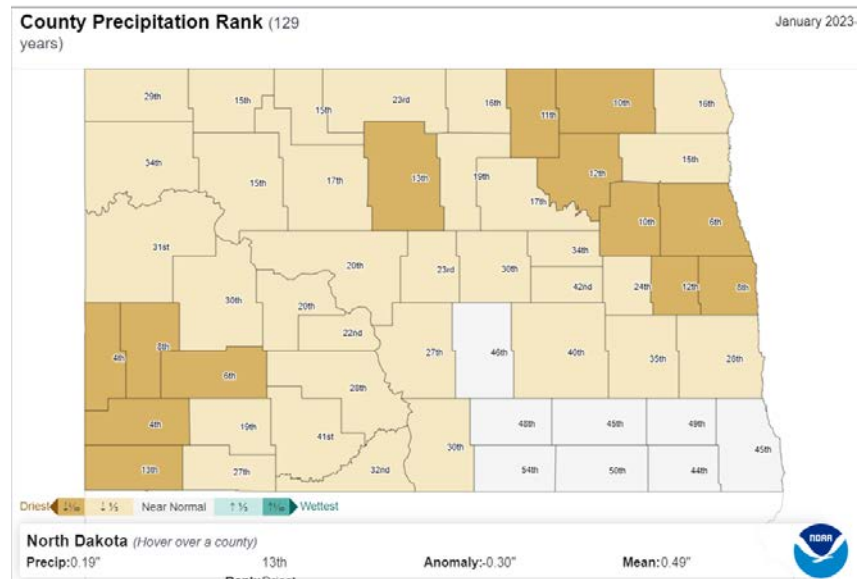 County Precipitation Rank (129
years)
January 2023-
29th
15th
15th
23rd
16th
11th
10th
16th
34th
15th
17th
13th
19th
17th
12th
15th
10th
6th
31st
20th
23rd
30th
34th
42nd
24th
12th
8th
30th
20th
22nd
4th
8th
6th
27th
46th
40th
35th
28th
28th
4th
19th
41st
30th
48th
45th
49th
45th
13th
27th
32nd
54th
50th
44th
Driest
↓ ⅓
Near Normal
↑ ⅓
Wettest
North Dakota (Hover over a county)
Precip:0.19" 13th Anomaly:-0.30" Mean:0.49"
NOAA